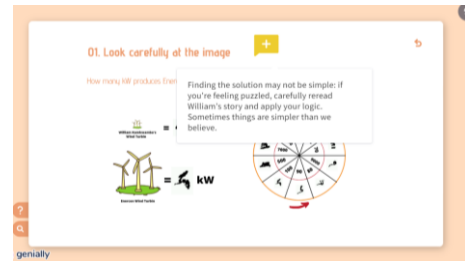 01. Look carefully at the image
How many kW produces Ener
Finding the solution may not be simple: if
you're feeling puzzled, carefully reread
William's story and apply your logic.
Sometimes things are simpler than we
believe.
=
= kW
genially